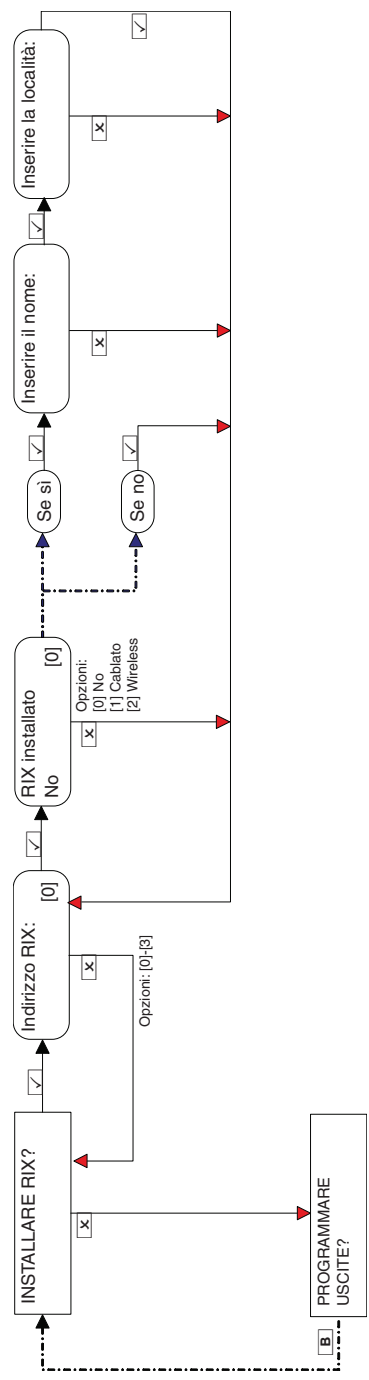 INSTALLARE RIX?
Indirizzo RIX:
[0]
Opzioni: [0]-[3]
RIX installato
No
[0]
Opzioni:
[0] No
[1] Cablato
[2] Wireless
Se sì
Se no
Inserire il nome:
Inserire la località:
PROGRAMMARE
USCITE?
B